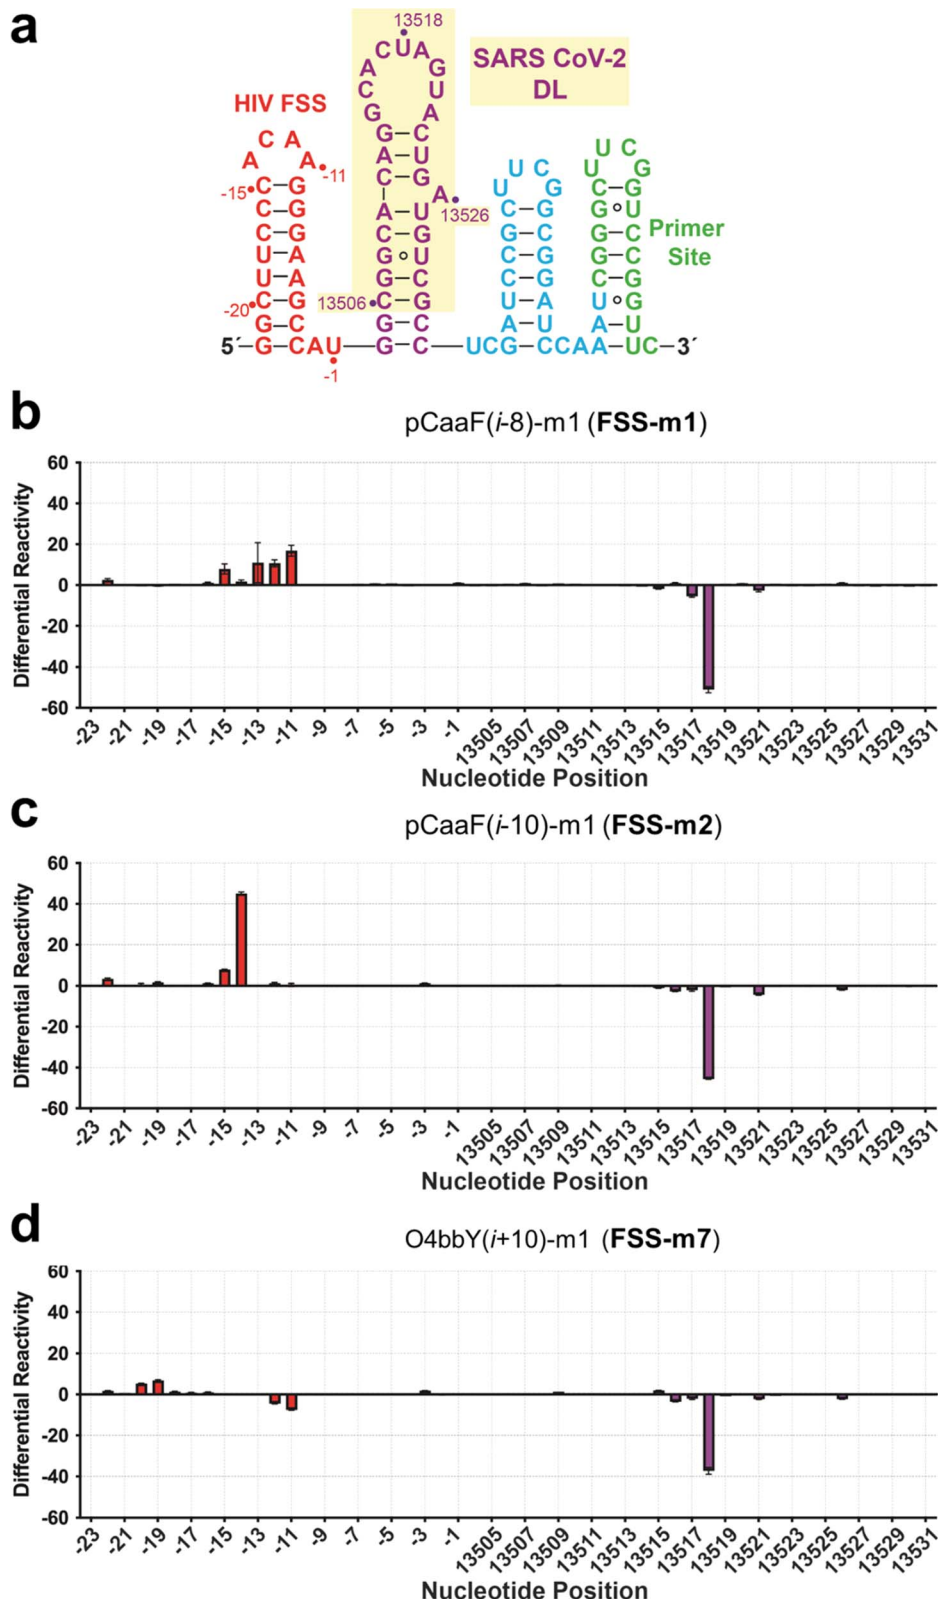 a
13518
A C U A G
SARS CoV-2
DL
C U
HIV FSS
G A
C A G C U C
A A -11 A U U C U G
-15 C G C G U G C G
A 13526
C G A U C G G U
C G C G G C G C Primer
U A G U C G G C Site
U A G C C G C G
-20 C G 13506 C G U A U G
G C G C A U A U
5´ G CAU G C UCG CCAA A UC 3´
-1
b
pCaaF(i-8)-m1 (FSS-m1)
Differential Reactivity
60
40
20
0
-20
-40
-60
-23 -21 -19 -17 -15 -13 -11 -9 -7 -5 -3 -1 13505 13507 13509 13511 13513 13515 13517 13519 13521 13523 13525 13527 13529 13531
Nucleotide Position
c
pCaaF(i-10)-m1 (FSS-m2)
Differential Reactivity
60
40
20
0
-20
-40
-60
-23 -21 -19 -17 -15 -13 -11 -9 -7 -5 -3 -1 13505 13507 13509 13511 13513 13515 13517 13519 13521 13523 13525 13527 13529 13531
Nucleotide Position
d
O4bbY(i+10)-m1 (FSS-m7)
Differential Reactivity
60
40
20
0
-20
-40
-60
-23 -21 -19 -17 -15 -13 -11 -9 -7 -5 -3 -1 13505 13507 13509 13511 13513 13515 13517 13519 13521 13523 13525 13527 13529 13531
Nucleotide Position